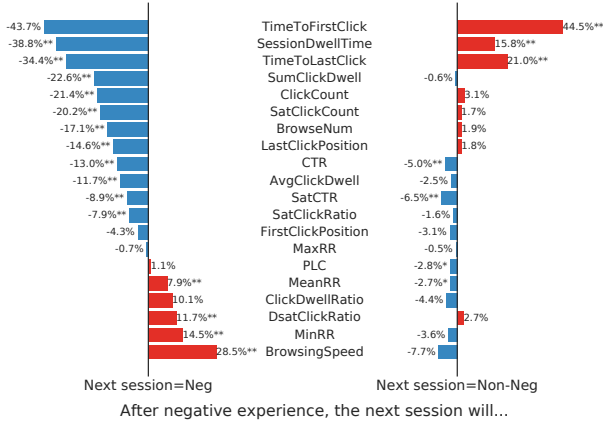 -43.7% TimeToFirstClick 44.5%**
-38.8%** SessionDwellTime 15.8%**
-34.4%** TimeToLastClick 21.0%**
-22.6%** SumClickDwell -0.6%
-21.4%** ClickCount 3.1%
-20.2%** SatClickCount 1.7%
-17.1%** BrowseNum 1.9%
-14.6%** LastClickPosition 1.8%
-13.0%** CTR -5.0%**
-11.7%** AvgClickDwell -2.5%
-8.9%** SatCTR -6.5%**
-7.9%** SatClickRatio -1.6%
-4.3% FirstClickPosition -3.1%
-0.7% MaxRR -0.5%
1.1% PLC -2.8%*
7.9%** MeanRR -2.7%*
10.1% ClickDwellRatio -4.4%
11.7%** DsatClickRatio 2.7%
14.5%** MinRR -3.6%
28.5%** BrowsingSpeed -7.7%
Next session=Neg Next session=Non-Neg
After negative experience, the next session will...